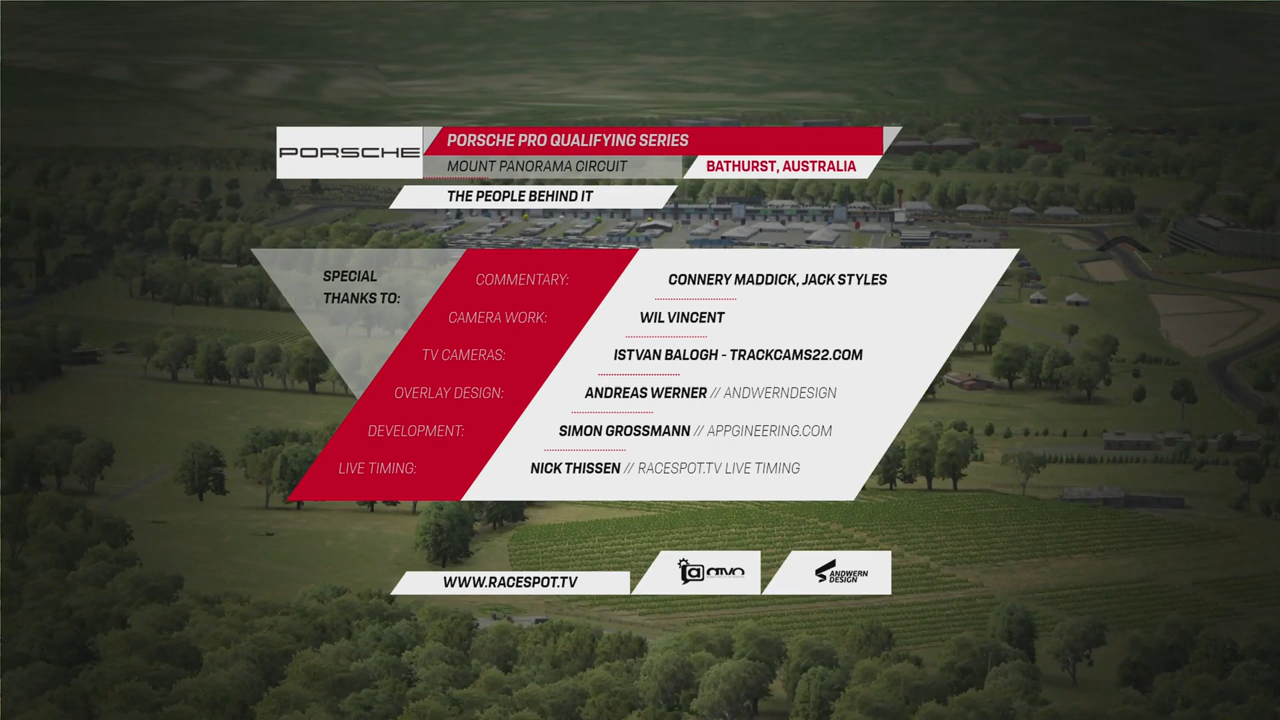 PORSCHE
PORSCHE PRO QUALIFYING SERIES
MOUNT PANORAMA CIRCUIT
BATHURST, AUSTRALIA
THE PEOPLE BEHIND IT
SPECIAL
THANKS TO:
COMMENTARY: CONNERY MADDICK, JACK STYLES
CAMERA WORK: WIL VINCENT
TV CAMERAS: ISTVAN BALOGH - TRACKCAMS22.COM
OVERLAY DESIGN: ANDREAS WERNER // ANDWERNDESIGN
DEVELOPMENT: SIMON GROSSMANN // APPGINEERING.COM
LIVE TIMING: NICK THISSEN // RACESPOT.TV LIVE TIMING
WWW.RACESPOT.TV
ANDWERN
DESIGN